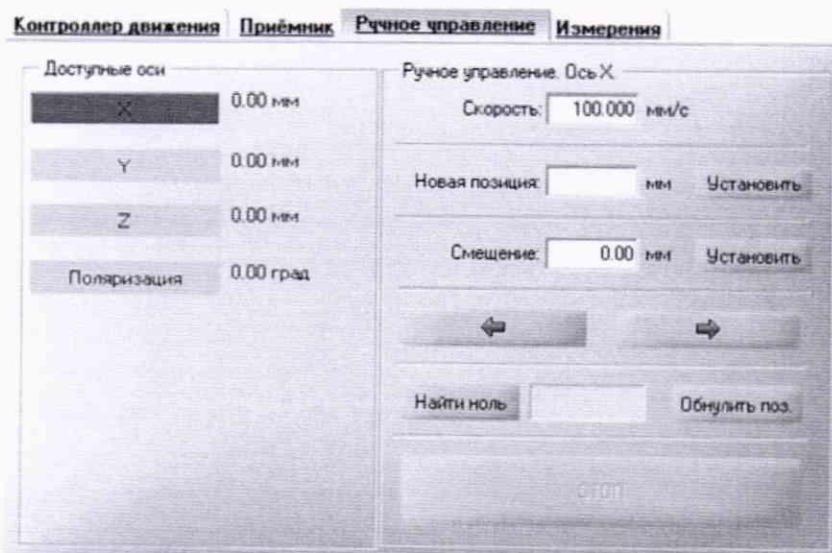 Контроллер движения Приёмник Ручное управление Измерения
Доступные оси
X 0.00 мм
Y 0.00 мм
Z 0.00 мм
Поляризация 0.00 град
Ручное управление. Ось X.
Скорость: 100.000 мм/с
Новая позиция: мм Установить
Смещение: 0.00 мм Установить
Найти ноль Обнулить поз.
стоп